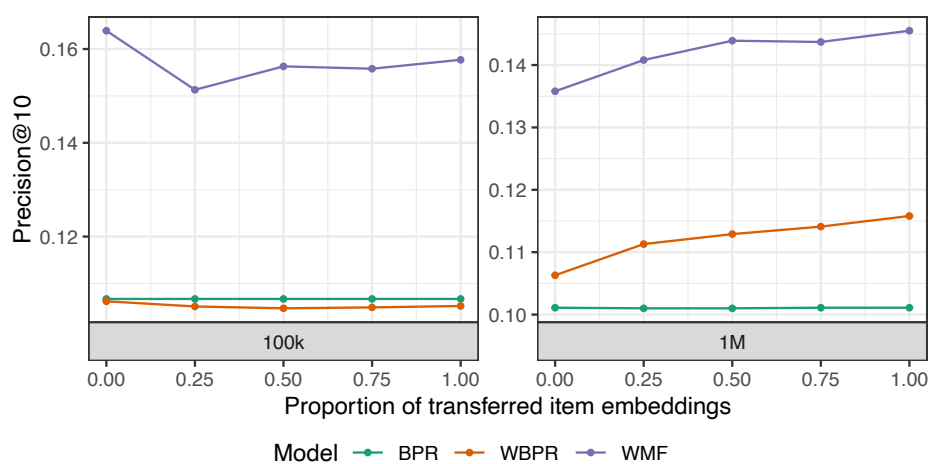 Precision@10
0.16
0.14
0.12
0.14
0.13
0.12
0.11
0.10
100k
1M
0.00 0.25 0.50 0.75 1.00
0.00 0.25 0.50 0.75 1.00
Proportion of transferred item embeddings
Model BPR WBPR WMF